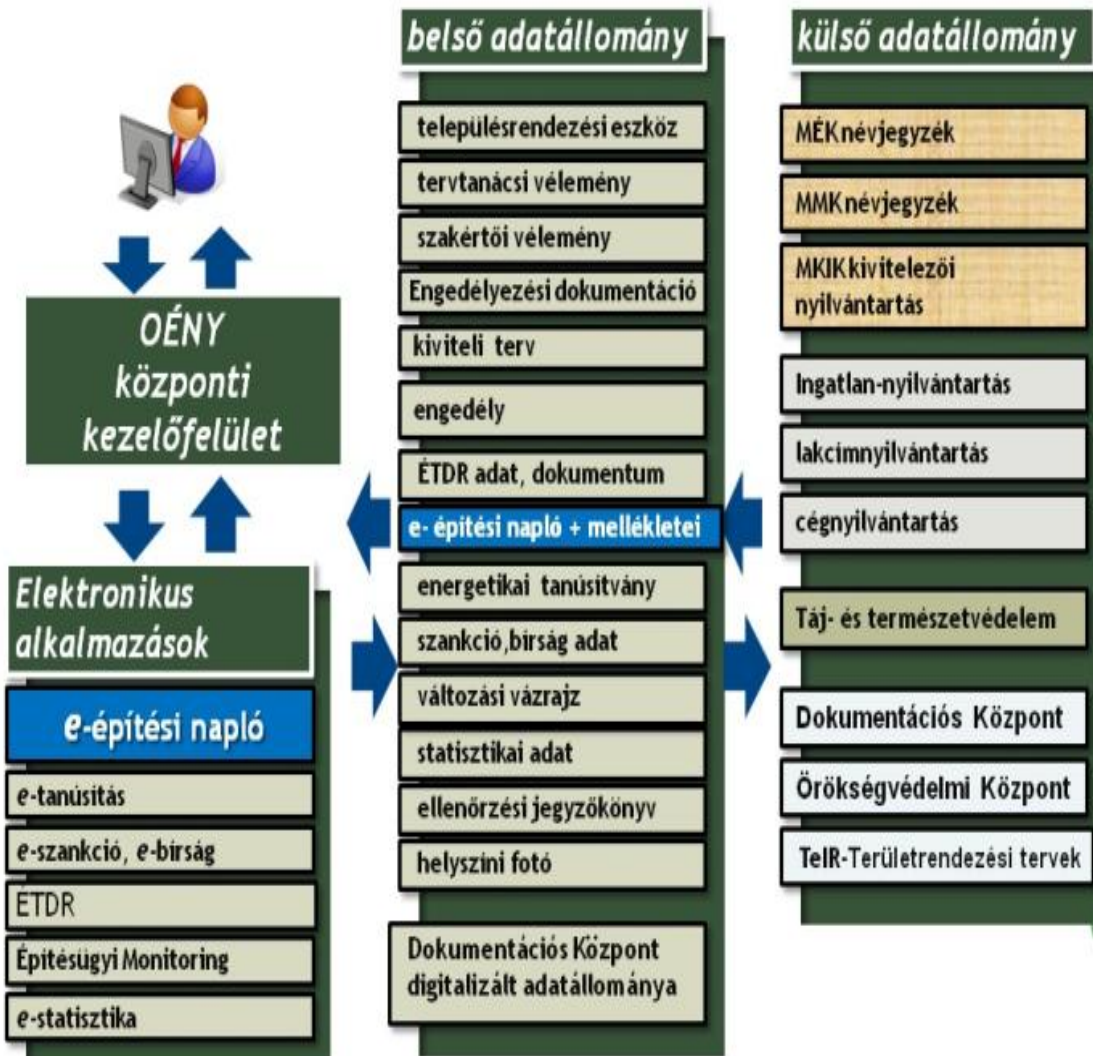 OÉNY
központi
kezelőfelület
Elektronikus
alkalmazások
e-építési napló
e-tanúsítás
e-szankció, e-bírság
ÉTDR
Építésügyi Monitoring
e-statisztika
belső adatállomány
településrendezési eszköz
tervtanácsi vélemény
szakértői vélemény
Engedélyezési dokumentáció
kiviteli terv
engedély
ÉTDR adat, dokumentum
e- építési napló + mellékletei
energetikai tanúsítvány
szankció,bírság adat
változási vázrajz
statisztikai adat
ellenőrzési jegyzőkönyv
helyszíni fotó
Dokumentációs Központ
digitalizált adatállománya
külső adatállomány
MÉK névjegyzék
MMK névjegyzék
MKIK kivitelezői
nyilvántartás
Ingatlan-nyilvántartás
lakcímnyilvántartás
cégnyilvántartás
Táj- és természetvédelem
Dokumentációs Központ
Örökségvédelmi Központ
TeIR-Területrendezési tervek